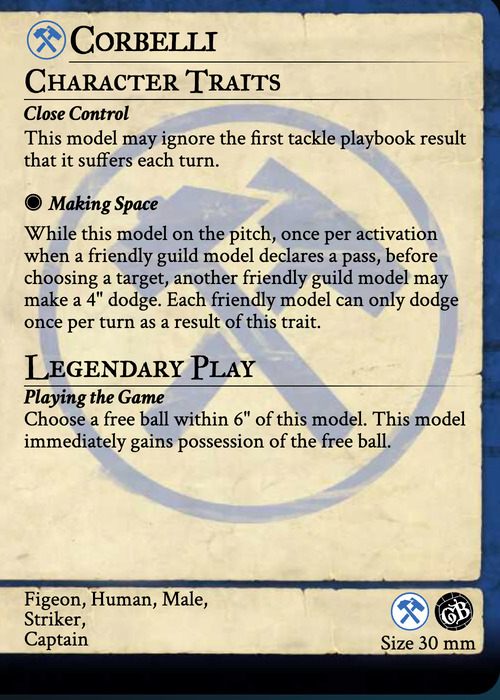 Corbelli
Character Traits
Close Control
This model may ignore the first tackle playbook result
that it suffers each turn.
Making Space
While this model on the pitch, once per activation
when a friendly guild model declares a pass, before
choosing a target, another friendly guild model may
make a 4" dodge. Each friendly model can only dodge
once per turn as a result of this trait.
Legendary Play
Playing the Game
Choose a free ball within 6" of this model. This model
immediately gains possession of the free ball.
Figeon, Human, Male,
Striker,
Captain
GB
Size 30 mm